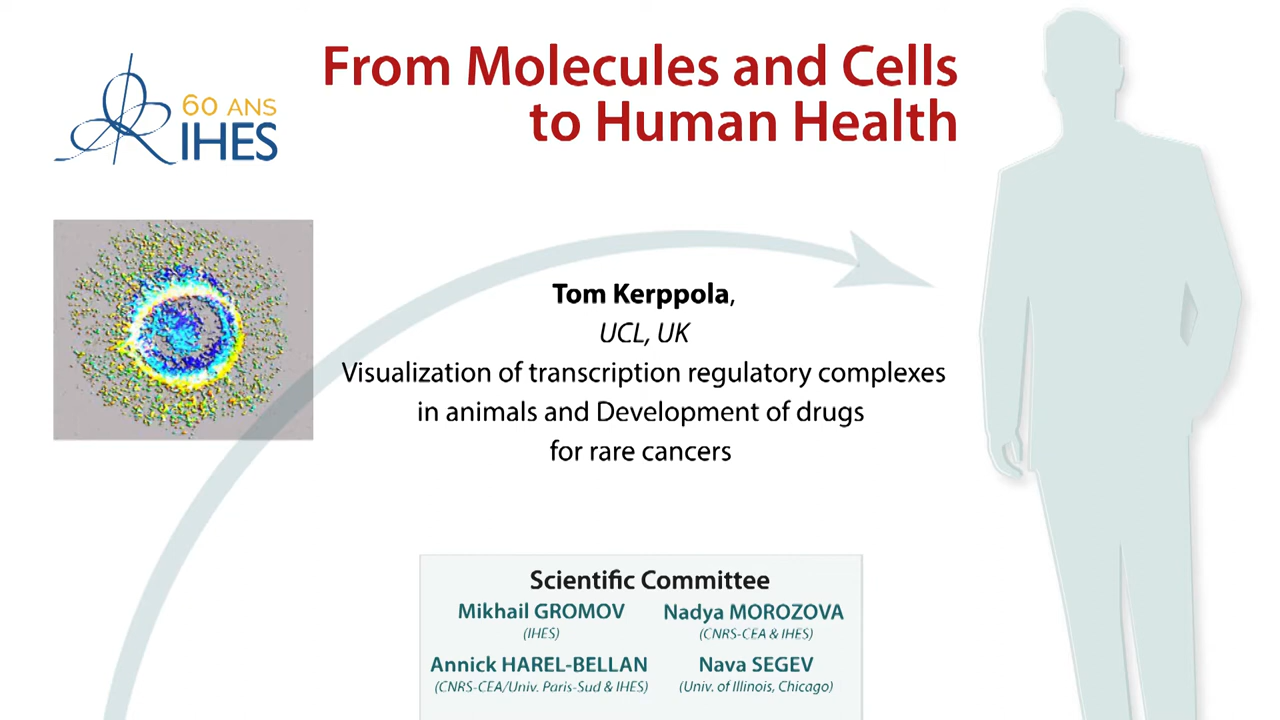 60 ANS
IHES
From Molecules and Cells
to Human Health
Tom Kerppola,
UCL, UK
Visualization of transcription regulatory complexes
in animals and Development of drugs
for rare cancers
Scientific Committee
Mikhail GROMOV
(IHES)
Nadya MOROZOVA
(CNRS-CEA & IHES)
Annick HAREL-BELLAN
(CNRS-CEA/Univ. Paris-Sud & IHES)
Nava SEGEV
(Univ. of Illinois, Chicago)